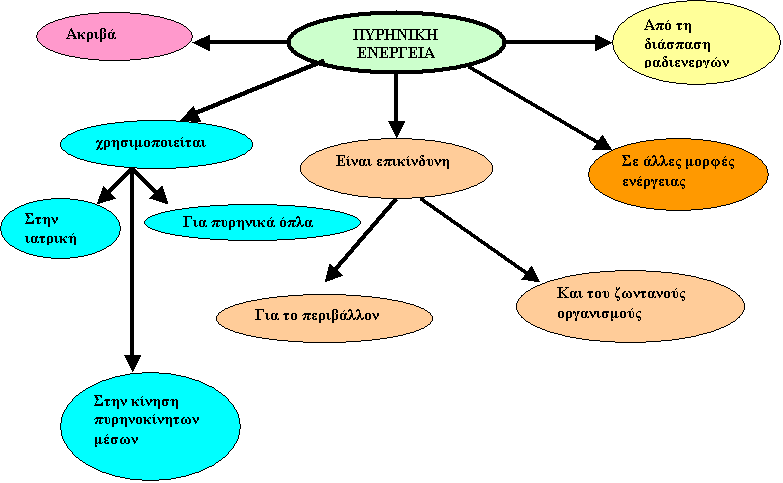 Ακριβά
ΠΥΡΗΝΙΚΗ
ΕΝΕΡΓΕΙΑ
Από τη
διάσπαση
ραδιενεργών
χρησιμοποιείται
Είναι επικίνδυνη
Σε άλλες μορφές
ενέργειας
Στην
ιατρική
Για πυρηνικά όπλα
Για το περιβάλλον
Και του ζωντανούς
οργανισμούς
Στην κίνηση
πυρηνοκίνητων
μέσων